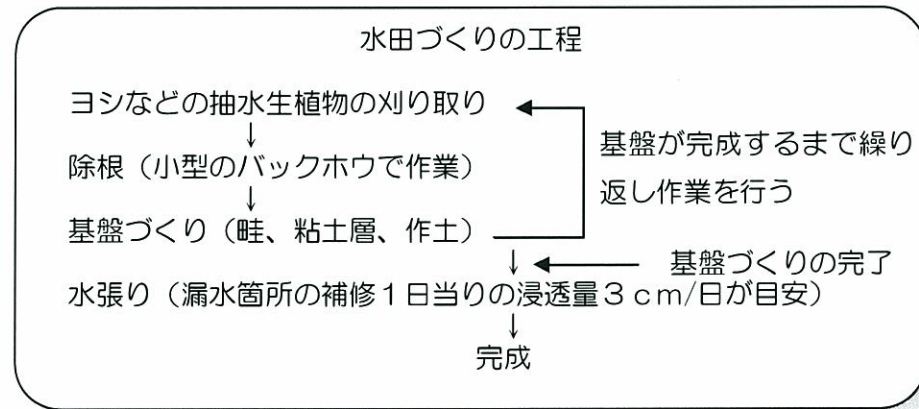 水田づくりの工程
ヨシなどの抽水生植物の刈り取り
↓
除根（小型のバックホウで作業）
↓
基盤が完成するまで繰り
返し作業を行う
基盤づくり（畦、粘土層、作土）
↓ ← 基盤づくりの完了
水張り（漏水箇所の補修１日当りの浸透量３ｃｍ/日が目安）
↓
完成